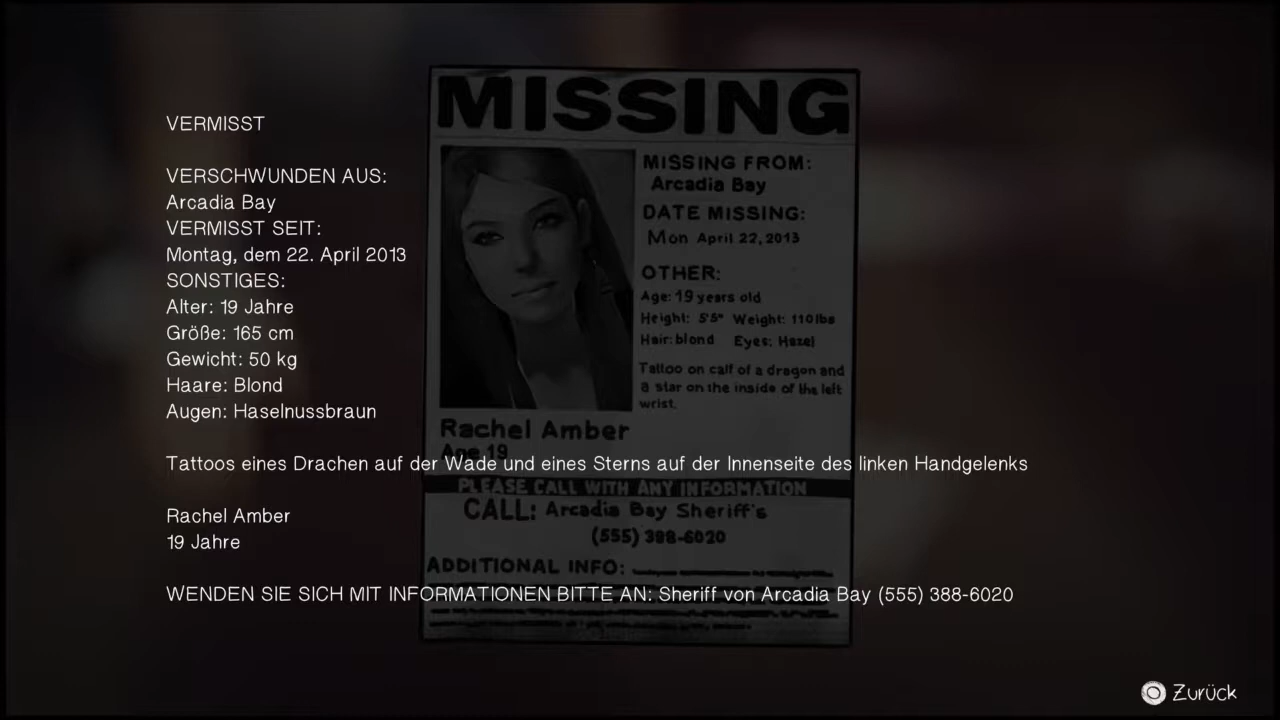 VERMISST
VERSCHWUNDEN AUS:
Arcadia Bay
VERMISST SEIT:
Montag, dem 22. April 2013
SONSTIGES:
Alter: 19 Jahre
Größe: 165 cm
Gewicht: 50 kg
Haare: Blond
Augen: Haselnussbraun
Tattoos eines Drachen auf der Wade und eines Sterns auf der Innenseite des linken Handgelenks
Rachel Amber
19 Jahre
WENDEN SIE SICH MIT INFORMATIONEN BITTE AN: Sheriff von Arcadia Bay (555) 388-6020
MISSING
MISSING FROM:
Arcadia Bay
DATE MISSING:
Mon April 22, 2013
OTHER:
Age: 19 years old
Height: 5'5" Weight: 110lbs
Hair: blond Eyes: Hazel
Tattoo on calf of a dragon and
a star on the inside of the left
wrist.
Rachel Amber
Age 19
PLEASE CALL WITH ANY INFORMATION
CALL: Arcadia Bay Sheriff's
(555) 388-6020
ADDITIONAL INFO:
Zurück